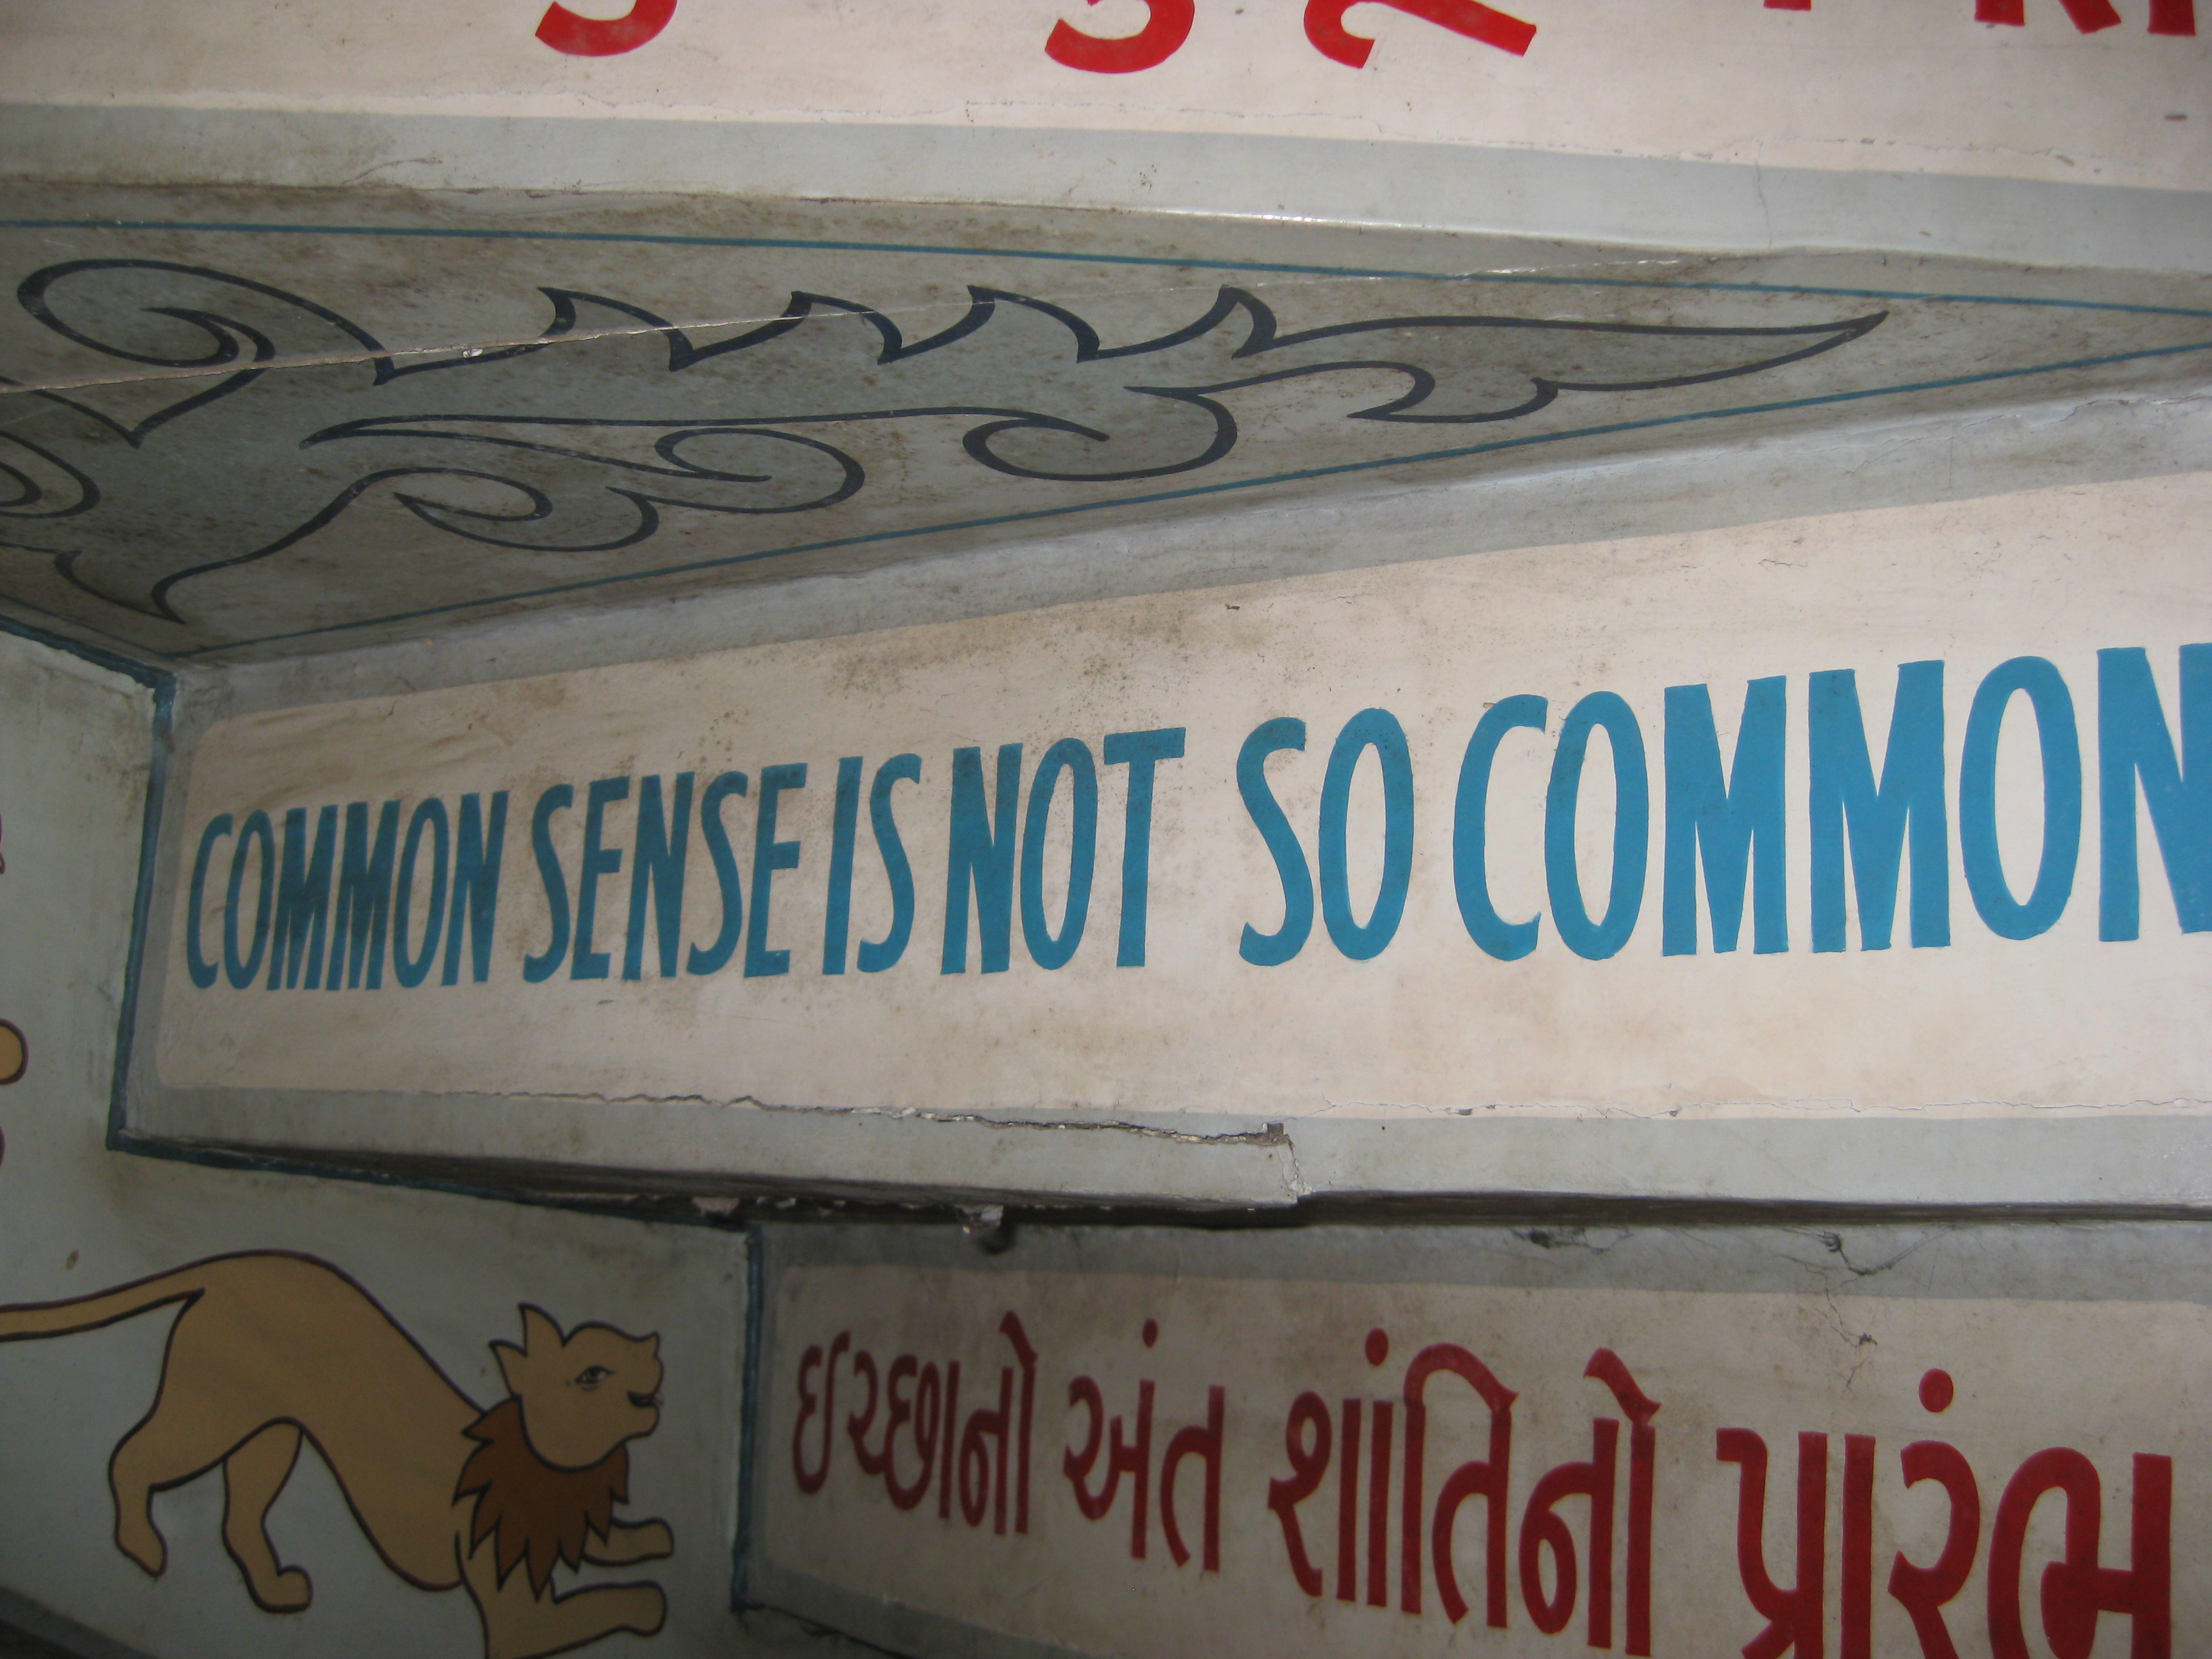 COMMON SENSE IS NOT SO COMMON
ઇચ્છાનો અંત શાંતિનો પ્રારંભ